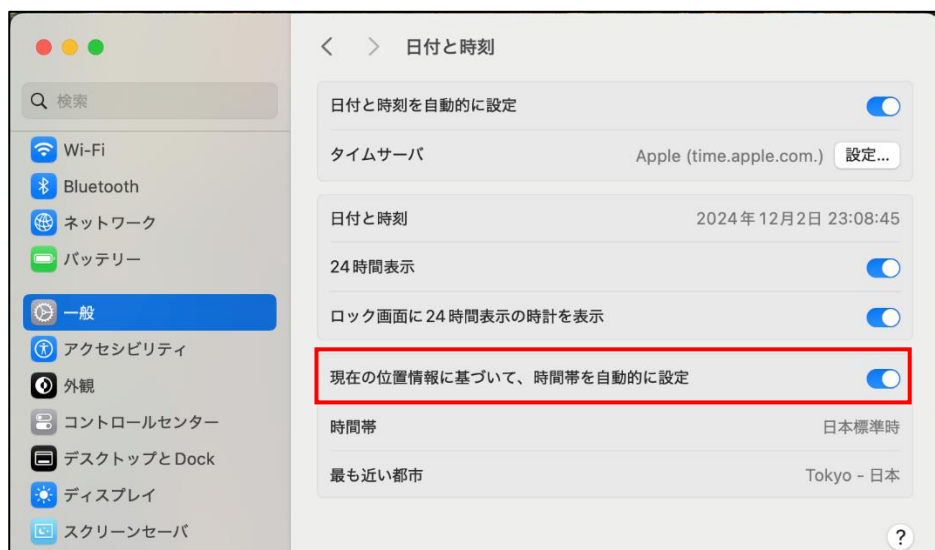 日付と時刻
検索
Wi-Fi
Bluetooth
ネットワーク
バッテリー
一般
アクセシビリティ
外観
コントロールセンター
デスクトップとDock
ディスプレイ
スクリーンセーバ
日付と時刻を自動的に設定
タイムサーバ Apple (time.apple.com.) 設定...
日付と時刻 2024年12月2日 23:08:45
24時間表示
ロック画面に24時間表示の時計を表示
現在の位置情報に基づいて、時間帯を自動的に設定
時間帯 日本標準時
最も近い都市 Tokyo - 日本
?